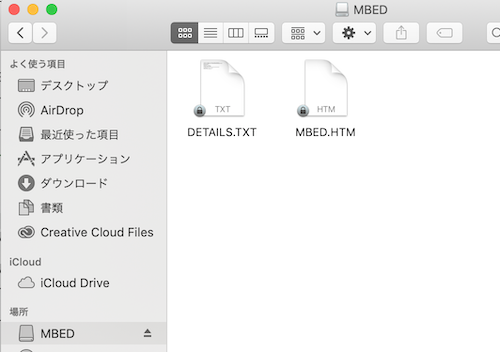 MBED
よく使う項目
デスクトップ
AirDrop
最近使った項目
アプリケーション
ダウンロード
書類
Creative Cloud Files
iCloud
iCloud Drive
場所
MBED
TXT
DETAILS.TXT
HTM
MBED.HTM